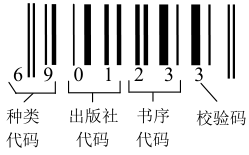 6 9 0 1 2 3 3
种类 出版社 书序 校验码
代码 代码 代码